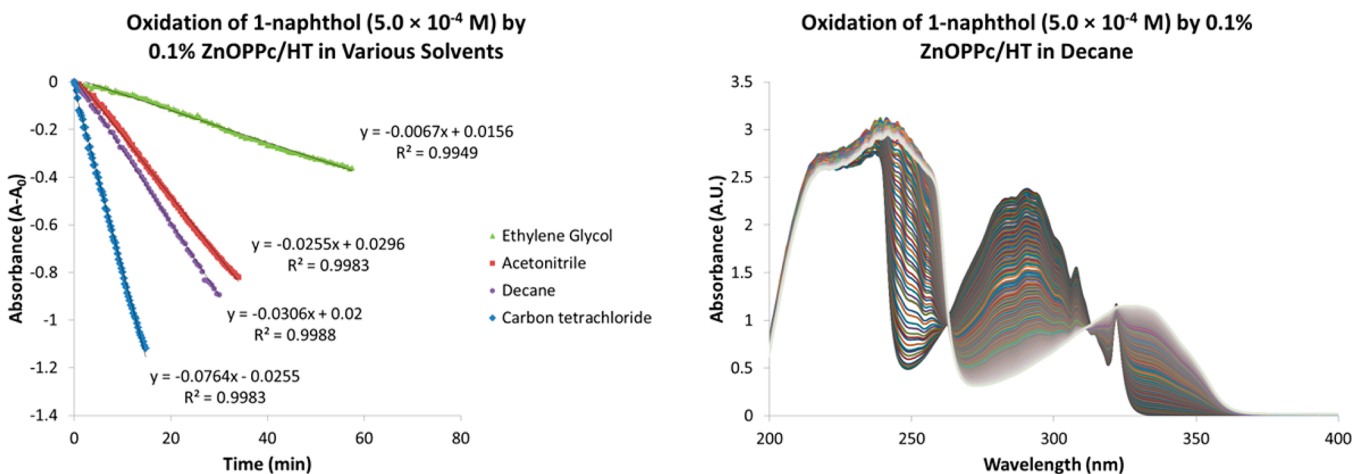 Oxidation of 1-naphthol (5.0 × 10⁻⁴ M) by
0.1% ZnOPPc/HT in Various Solvents
0
-0.2
-0.4
-0.6
-0.8
-1
-1.2
-1.4
Absorbance (A-A₀)
y = -0.0067x + 0.0156
R² = 0.9949
y = -0.0255x + 0.0296
R² = 0.9983
y = -0.0306x + 0.02
R² = 0.9988
y = -0.0764x - 0.0255
R² = 0.9983
Ethylene Glycol
Acetonitrile
Decane
Carbon tetrachloride
0 20 40 60 80
Time (min)
Oxidation of 1-naphthol (5.0 × 10⁻⁴ M) by 0.1%
ZnOPPc/HT in Decane
3.5
3
2.5
2
1.5
1
0.5
0
Absorbance (A.U.)
200 250 300 350 400
Wavelength (nm)